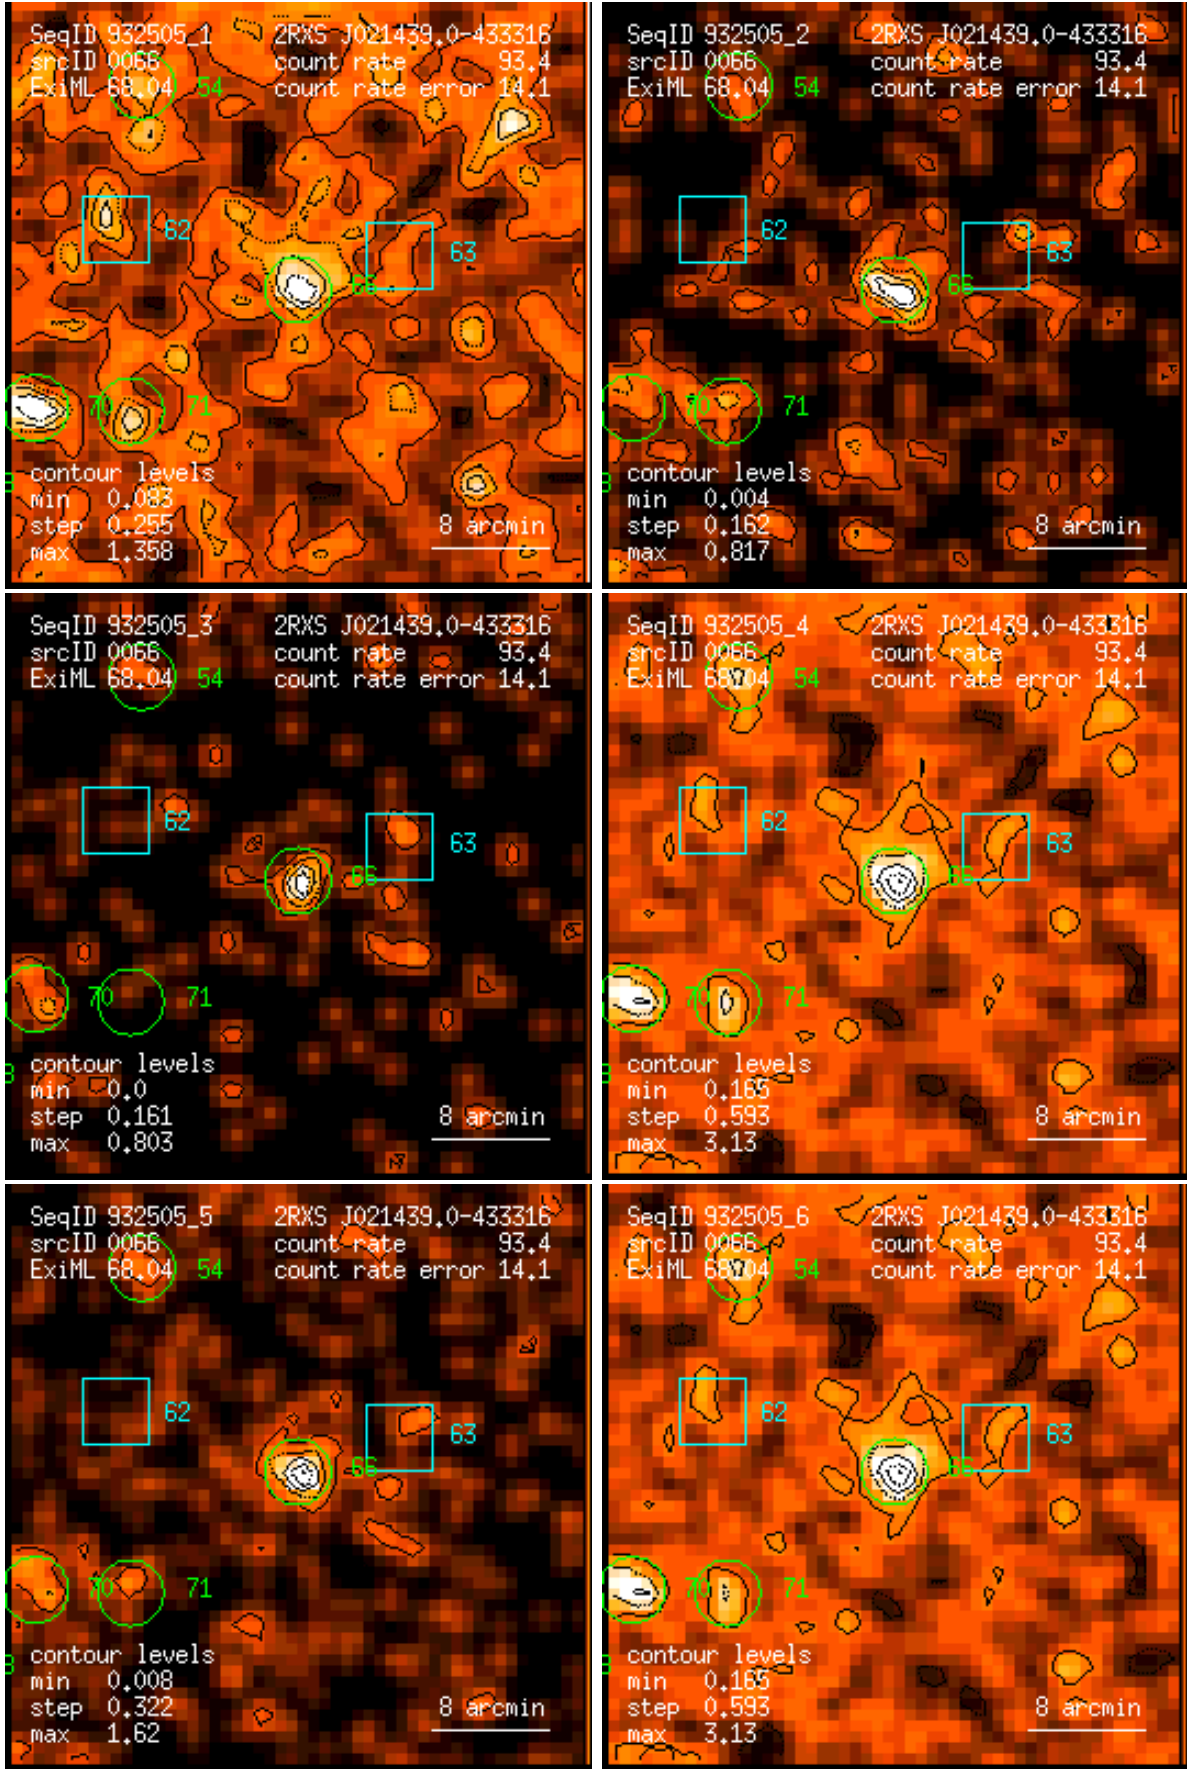 SeqID 932505_1 2RXS J021439.0-433316
srcID 0066 count rate 93.4
ExiML 68.04 54 count rate error 14.1
62
63
66
70 71
8
contour levels
min 0.083
step 0.255 8 arcmin
max 1.358
SeqID 932505_2 2RXS J021439.0-433316
srcID 0066 count rate 93.4
ExiML 68.04 54 count rate error 14.1
62
63
66
70 71
8
contour levels
min 0.004
step 0.162 8 arcmin
max 0.817
SeqID 932505_3 2RXS J021439.0-433316
srcID 0066 count rate 93.4
ExiML 68.04 54 count rate error 14.1
62
63
66
70 71
8
contour levels
min 0.0
step 0.161 8 arcmin
max 0.803
SeqID 932505_4 2RXS J021439.0-433316
srcID 0066 count rate 93.4
ExiML 68.04 54 count rate error 14.1
62
63
66
70 71
8
contour levels
min 0.165
step 0.593 8 arcmin
max 3.13
SeqID 932505_5 2RXS J021439.0-433316
srcID 0066 count rate 93.4
ExiML 68.04 54 count rate error 14.1
62
63
66
70 71
8
contour levels
min 0.008
step 0.322 8 arcmin
max 1.62
SeqID 932505_6 2RXS J021439.0-433316
srcID 0066 count rate 93.4
ExiML 68.04 54 count rate error 14.1
62
63
66
70 71
8
contour levels
min 0.165
step 0.593 8 arcmin
max 3.13